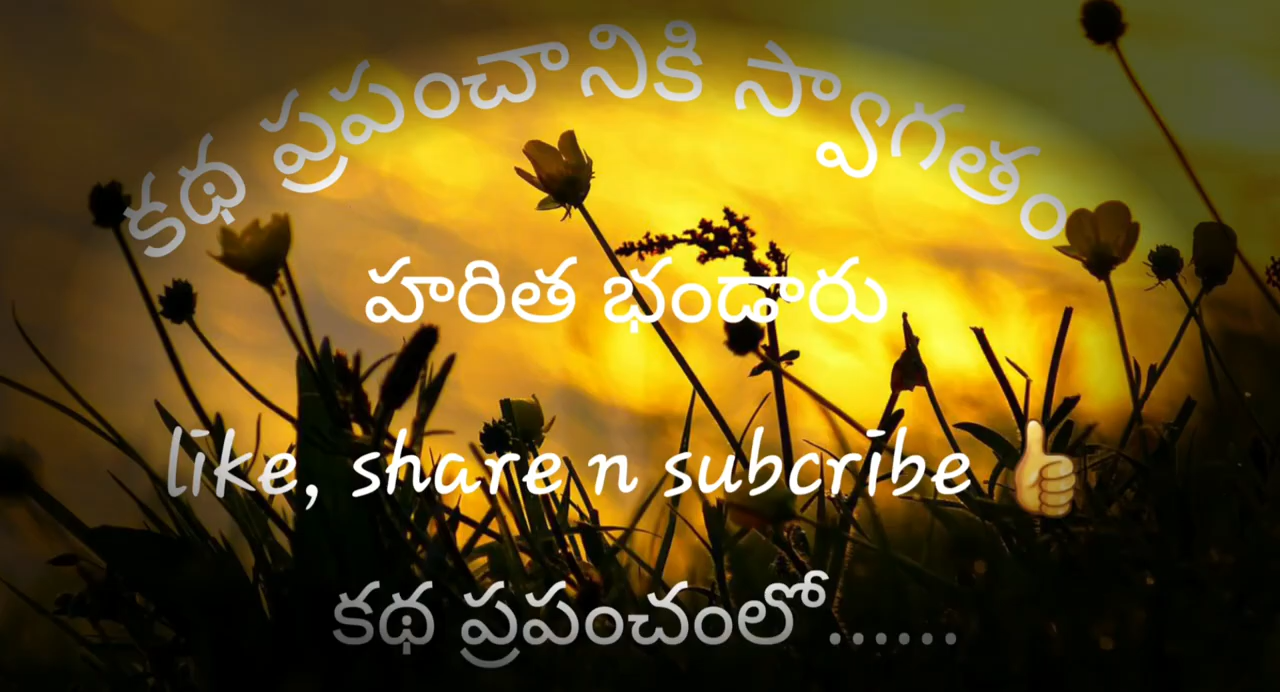 కథ ప్రపంచానికి స్వాగతం
హరిత భండారు
like, share n subcribe 👍
కథ ప్రపంచంలో......